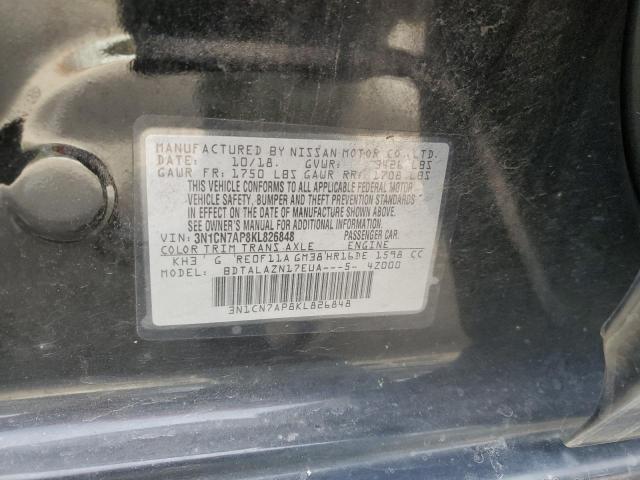 MANUFACTURED BY NISSAN MOTOR CO.,LTD.
DATE: 10/18. GVWR: 3426 LBS
GAWR FR: 1750 LBS GAWR RR: 1708 LBS
THIS VEHICLE CONFORMS TO ALL APPLICABLE FEDERAL MOTOR
VEHICLE SAFETY, BUMPER AND THEFT PREVENTION STANDARDS
IN EFFECT ON THE DATE OF MANUFACTURE SHOWN ABOVE.
SEE OWNER'S MANUAL FOR ADDITIONAL INFORMATION.
VIN: 3N1CN7AP8KL826848 PASSENGER CAR.
COLOR TRIM TRANS. AXLE ENGINE
KH3 G RE0F11A GM38 HR16DE 1598 CC
MODEL: BDTALAZN17EUA---5- 4Z000
3N1CN7AP8KL826848